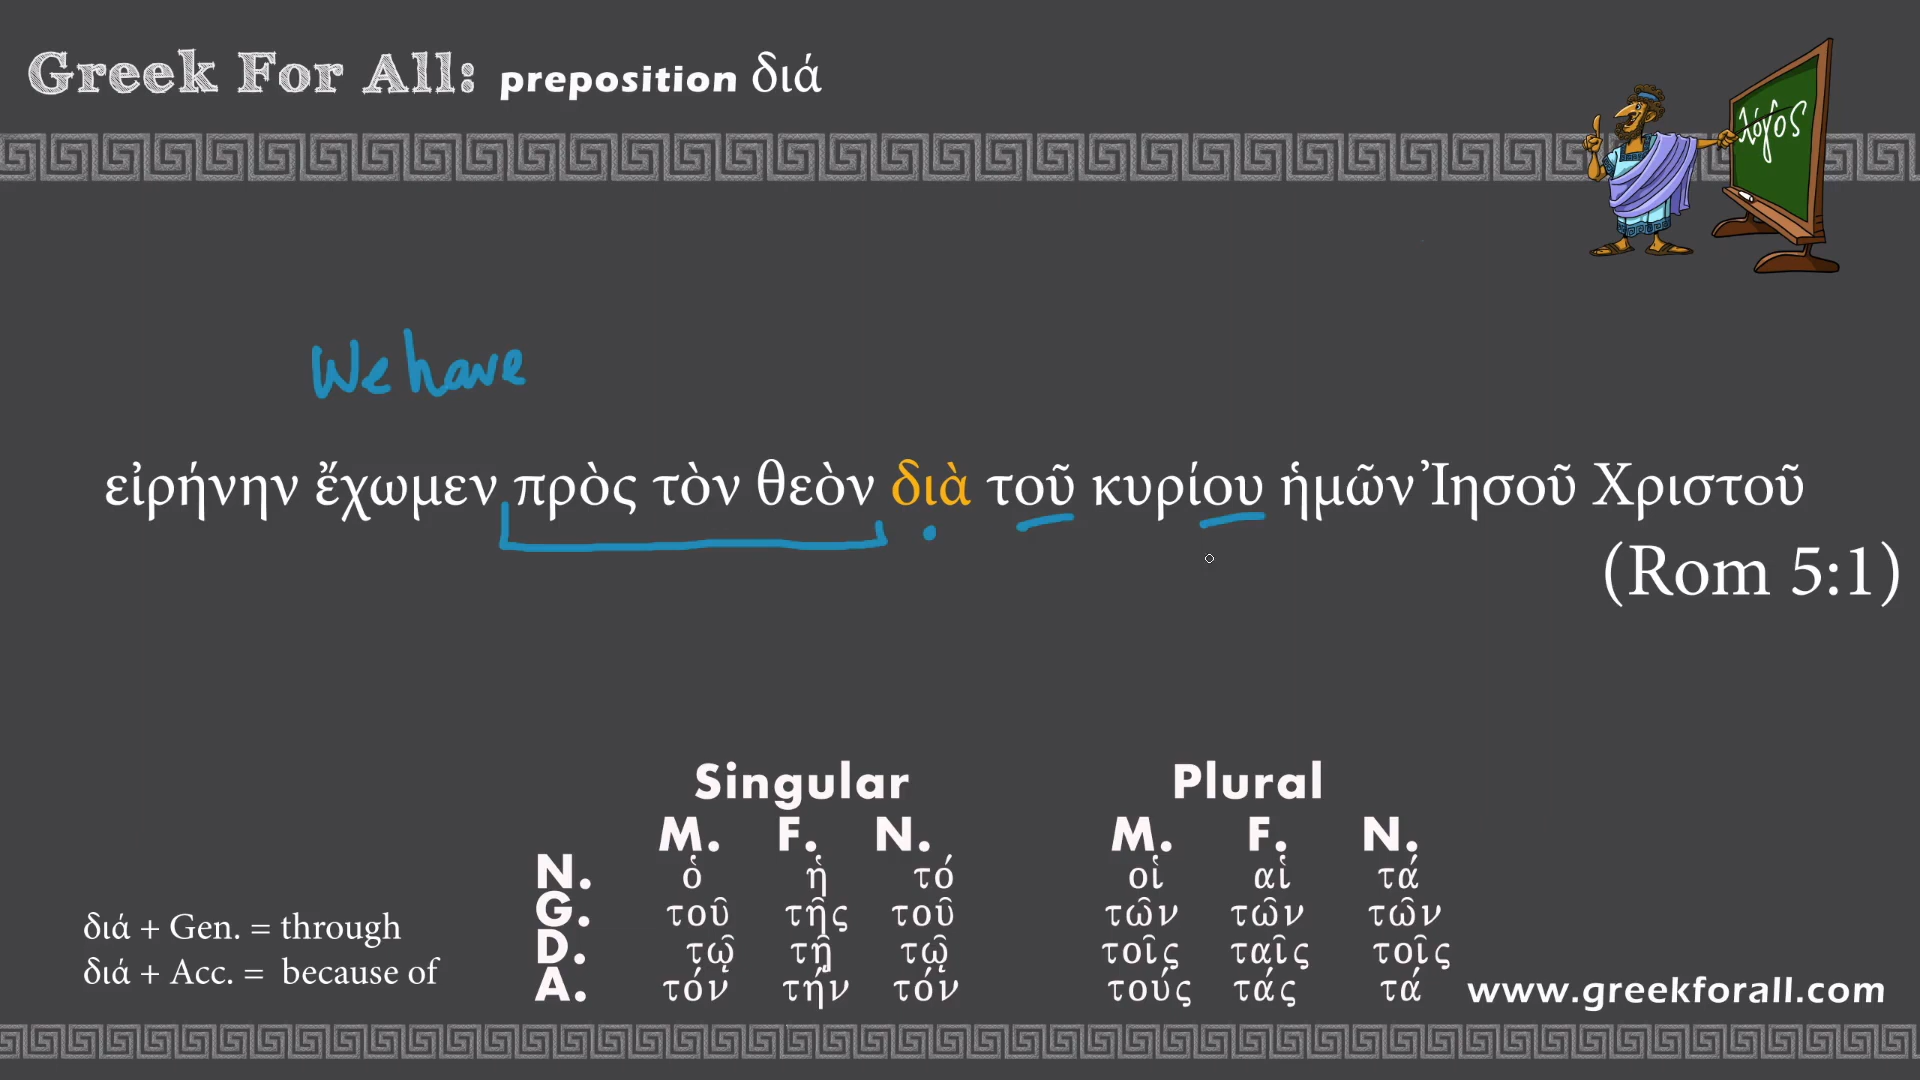 Greek For All: preposition διά
λόγος
We have
εἰρήνην ἔχωμεν πρὸς τὸν θεὸν διὰ τοῦ κυρίου ἡμῶν Ἰησοῦ Χριστοῦ
(Rom 5:1)
Singular Plural
M. F. N. M. F. N.
N. ὁ ἡ τό οἱ αἱ τά
G. τοῦ τῆς τοῦ τῶν τῶν τῶν
D. τῷ τῇ τῷ τοῖς ταῖς τοῖς
A. τόν τήν τόν τούς τάς τά
διά + Gen. = through
διά + Acc. = because of
www.greekforall.com